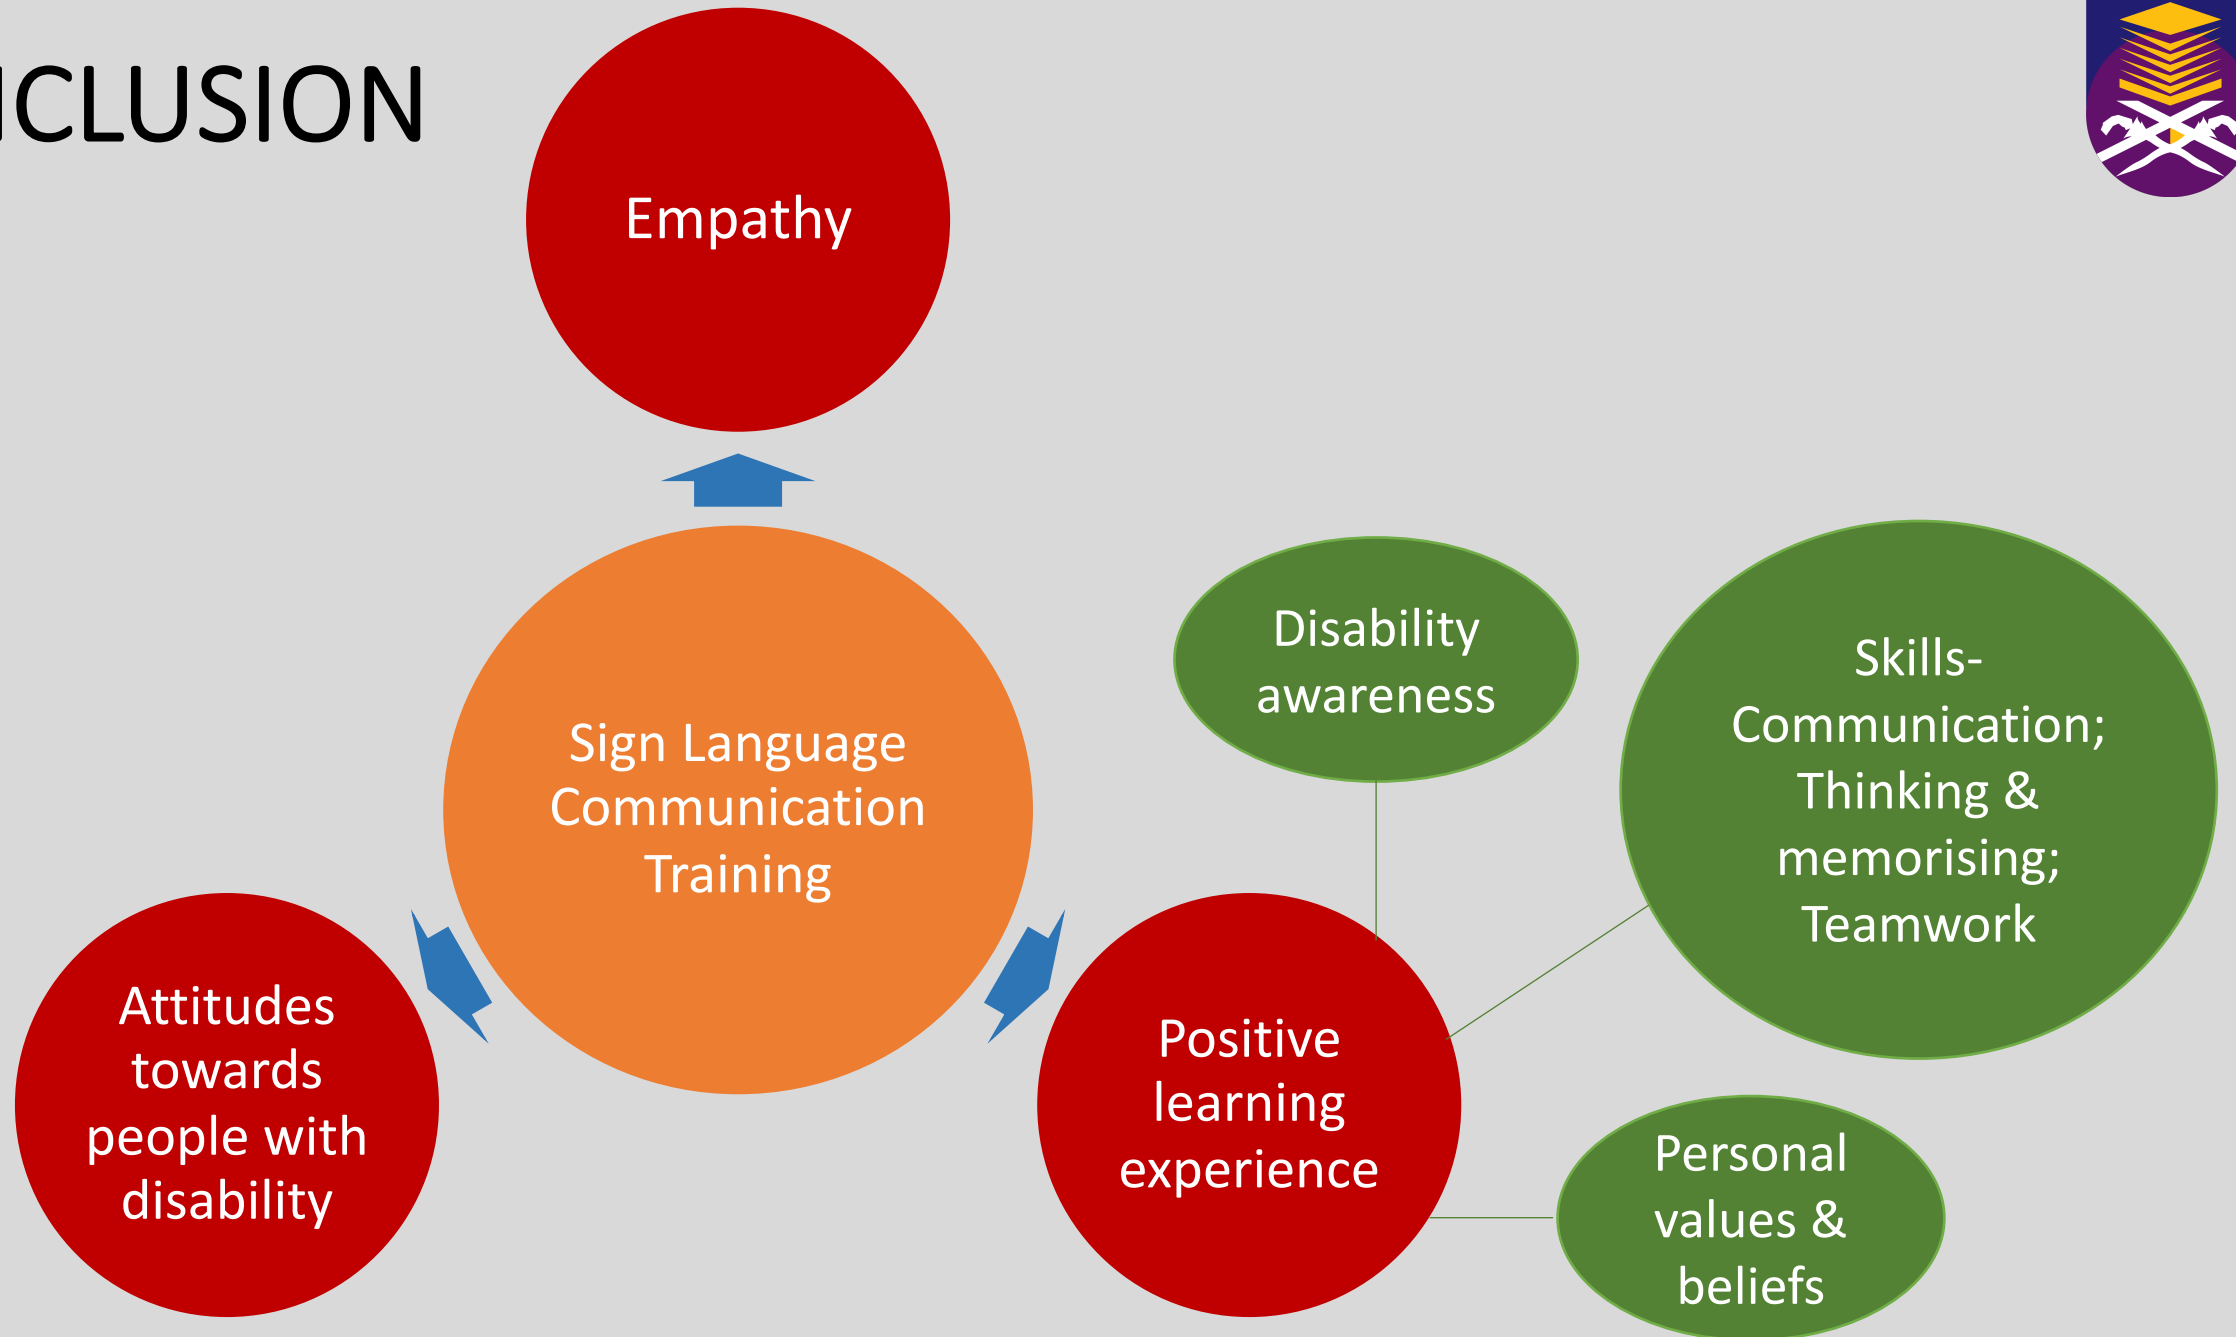 NCLUSION
Empathy
Sign Language
Communication
Training
Attitudes
towards
people with
disability
Positive
learning
experience
Disability
awareness
Skills-
Communication;
Thinking &
memorising;
Teamwork
Personal
values &
beliefs